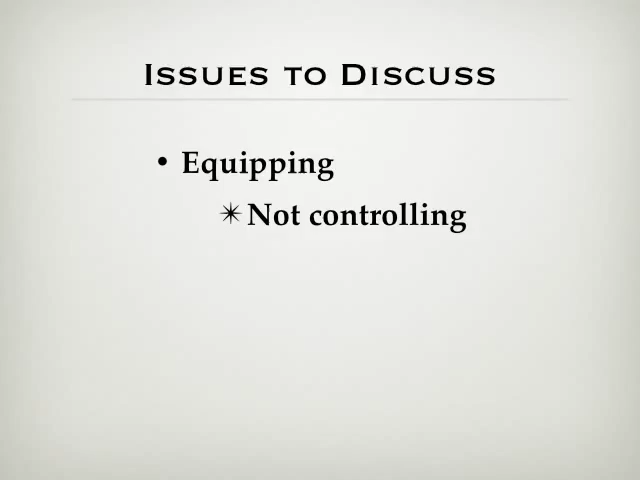 Issues to Discuss
• Equipping
✴ Not controlling